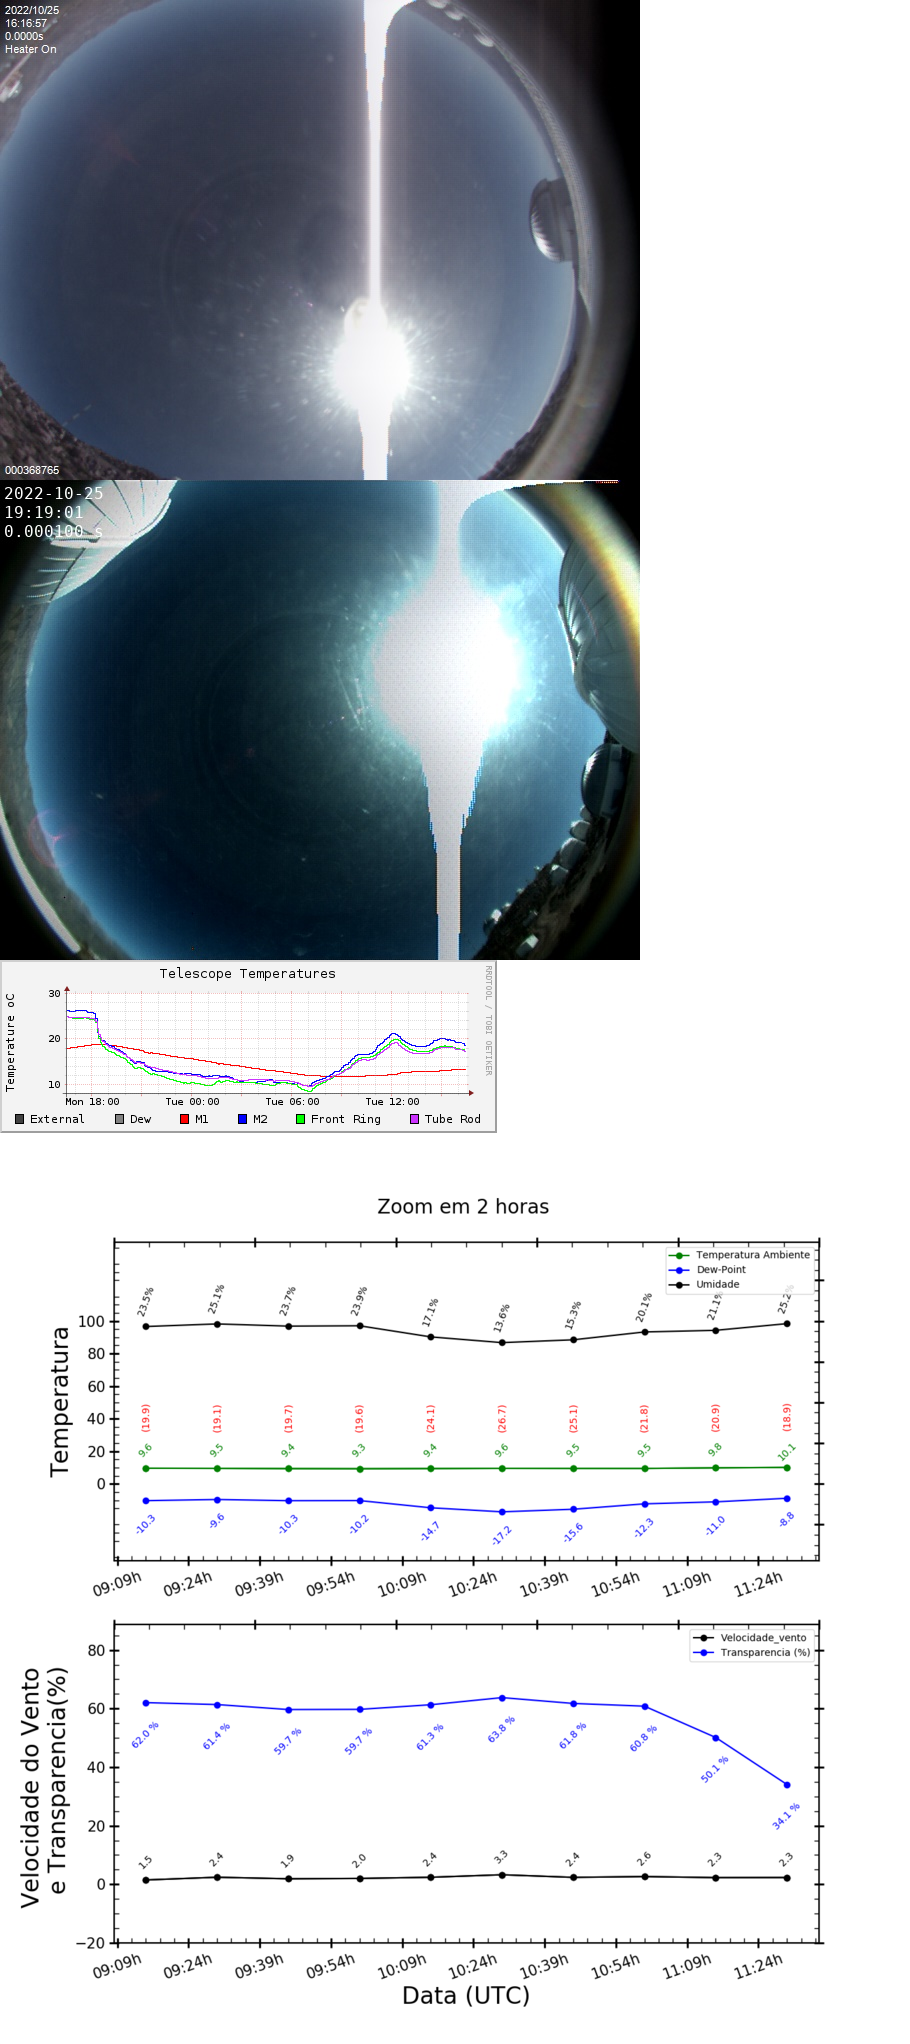 2022/10/25
16:16:57
0.0000s
Heater On
000368765
2022-10-25
19:19:01
0.000100 s
Telescope Temperatures
RRDTOOL / TOBI OETIKER
Temperature oC
30
20
10
Mon 18:00 Tue 00:00 Tue 06:00 Tue 12:00
External Dew M1 M2 Front Ring Tube Rod
Zoom em 2 horas
Temperatura Ambiente
Dew-Point
Umidade
Temperatura
100
80
60
40
20
0
23.5% 25.1% 23.7% 23.9% 17.1% 13.6% 15.3% 20.1% 21.1% 25.2%
(19.9) (19.1) (19.7) (19.6) (24.1) (26.7) (25.1) (21.8) (20.9) (18.9)
9.6 9.5 9.4 9.3 9.4 9.6 9.5 9.5 9.8 10.1
-10.3 -9.6 -10.3 -10.2 -14.7 -17.2 -15.6 -12.3 -11.0 -8.8
09:09h 09:24h 09:39h 09:54h 10:09h 10:24h 10:39h 10:54h 11:09h 11:24h
Velocidade_vento
Transparencia (%)
Velocidade do Vento
e Transparencia(%)
80
60
40
20
0
−20
62.0 % 61.4 % 59.7 % 59.7 % 61.3 % 63.8 % 61.8 % 60.8 % 50.1 % 34.1 %
1.5 2.4 1.9 2.0 2.4 3.3 2.4 2.6 2.3 2.3
09:09h 09:24h 09:39h 09:54h 10:09h 10:24h 10:39h 10:54h 11:09h 11:24h
Data (UTC)